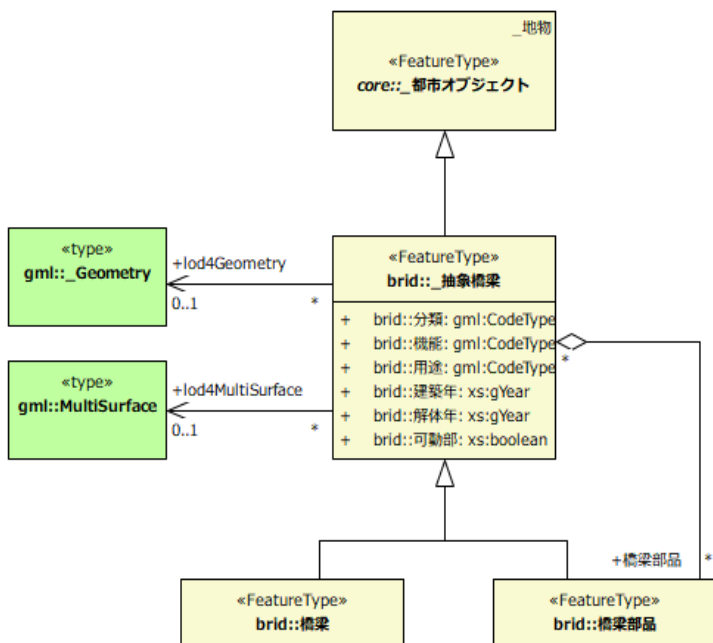 _地物
«FeatureType»
core::_都市オブジェクト
«type»
gml::_Geometry
+lod4Geometry
0..1
*
«FeatureType»
brid::_抽象橋梁
+ brid::分類: gml:CodeType
+ brid::機能: gml:CodeType
+ brid::用途: gml:CodeType
+ brid::建築年: xs:gYear
+ brid::解体年: xs:gYear
+ brid::可動部: xs:boolean
*
«type»
gml::MultiSurface
+lod4MultiSurface
0..1
*
+橋梁部品
*
«FeatureType»
brid::橋梁
«FeatureType»
brid::橋梁部品